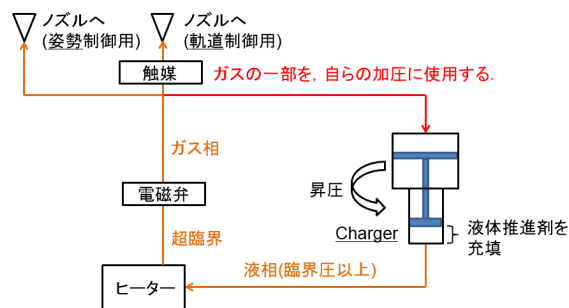 ノズルへ
(姿勢制御用)
ノズルへ
(軌道制御用)
触媒
ガスの一部を, 自らの加圧に使用する.
ガス相
昇圧
電磁弁
Charger
液体推進剤を
充填
超臨界
液相(臨界圧以上)
ヒーター